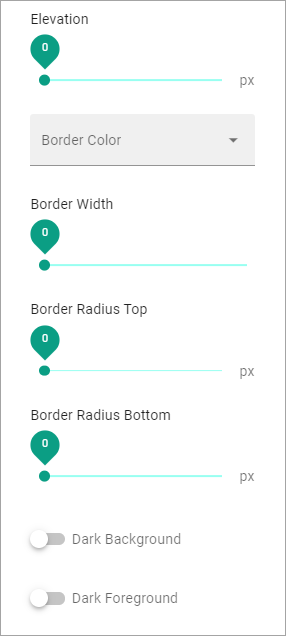 Elevation
0
px
Border Color
Border Width
0
Border Radius Top
0
px
Border Radius Bottom
0
px
Dark Background
Dark Foreground